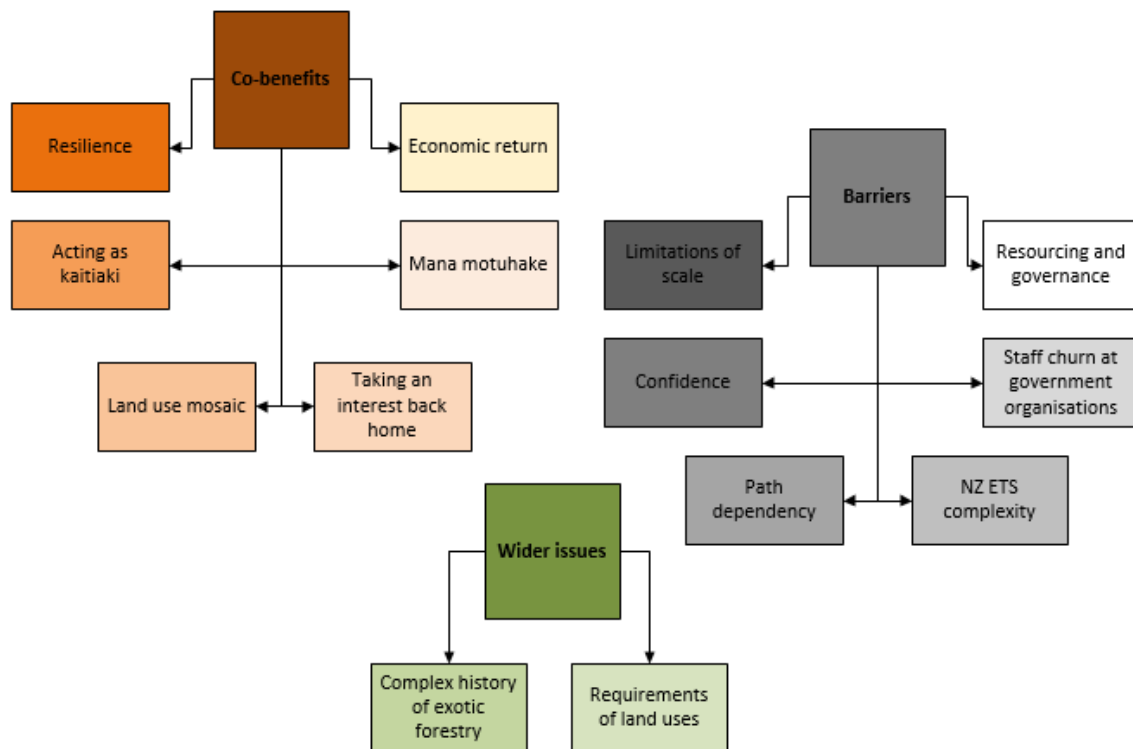 Co-benefits
Resilience
Economic return
Acting as
kaitiaki
Mana motuhake
Land use mosaic
Taking an
interest back
home
Barriers
Limitations of
scale
Resourcing and
governance
Confidence
Staff churn at
government
organisations
Path
dependency
NZ ETS
complexity
Wider issues
Complex history
of exotic
forestry
Requirements
of land uses